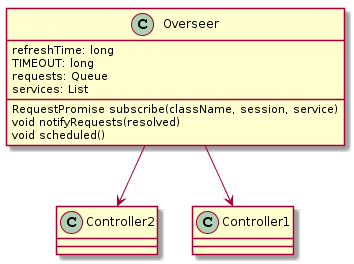 C Overseer
refreshTime: long
TIMEOUT: long
requests: Queue
services: List
RequestPromise subscribe(className, session, service)
void notifyRequests(resolved)
void scheduled()
C Controller2
C Controller1